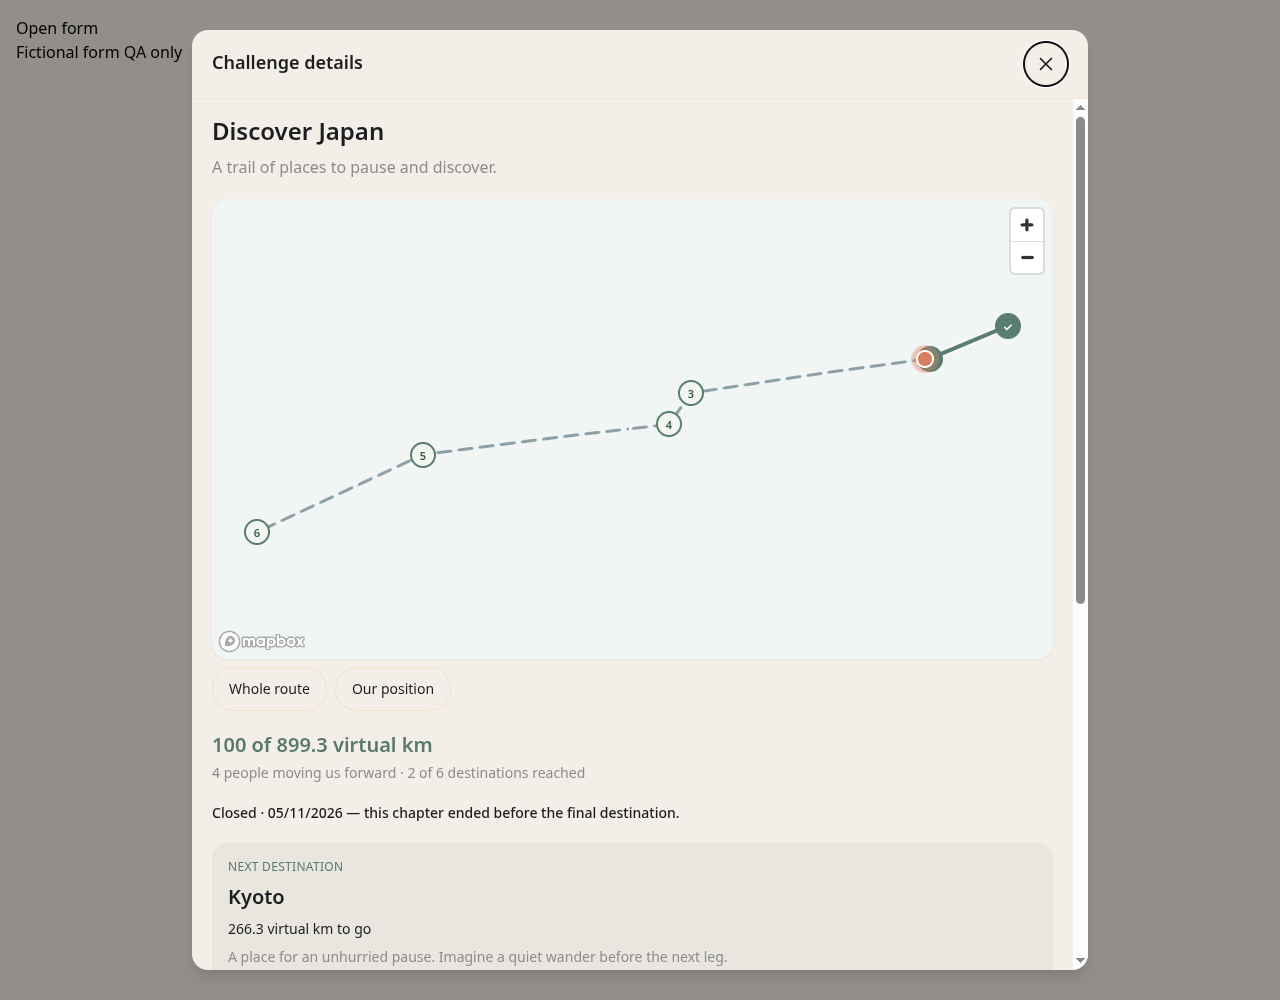 Open form
Fictional form QA only
Challenge details
Discover Japan
A trail of places to pause and discover.
3
4
5
6
mapbox
Whole route
Our position
100 of 899.3 virtual km
4 people moving us forward · 2 of 6 destinations reached
Closed · 05/11/2026 — this chapter ended before the final destination.
NEXT DESTINATION
Kyoto
266.3 virtual km to go
A place for an unhurried pause. Imagine a quiet wander before the next leg.